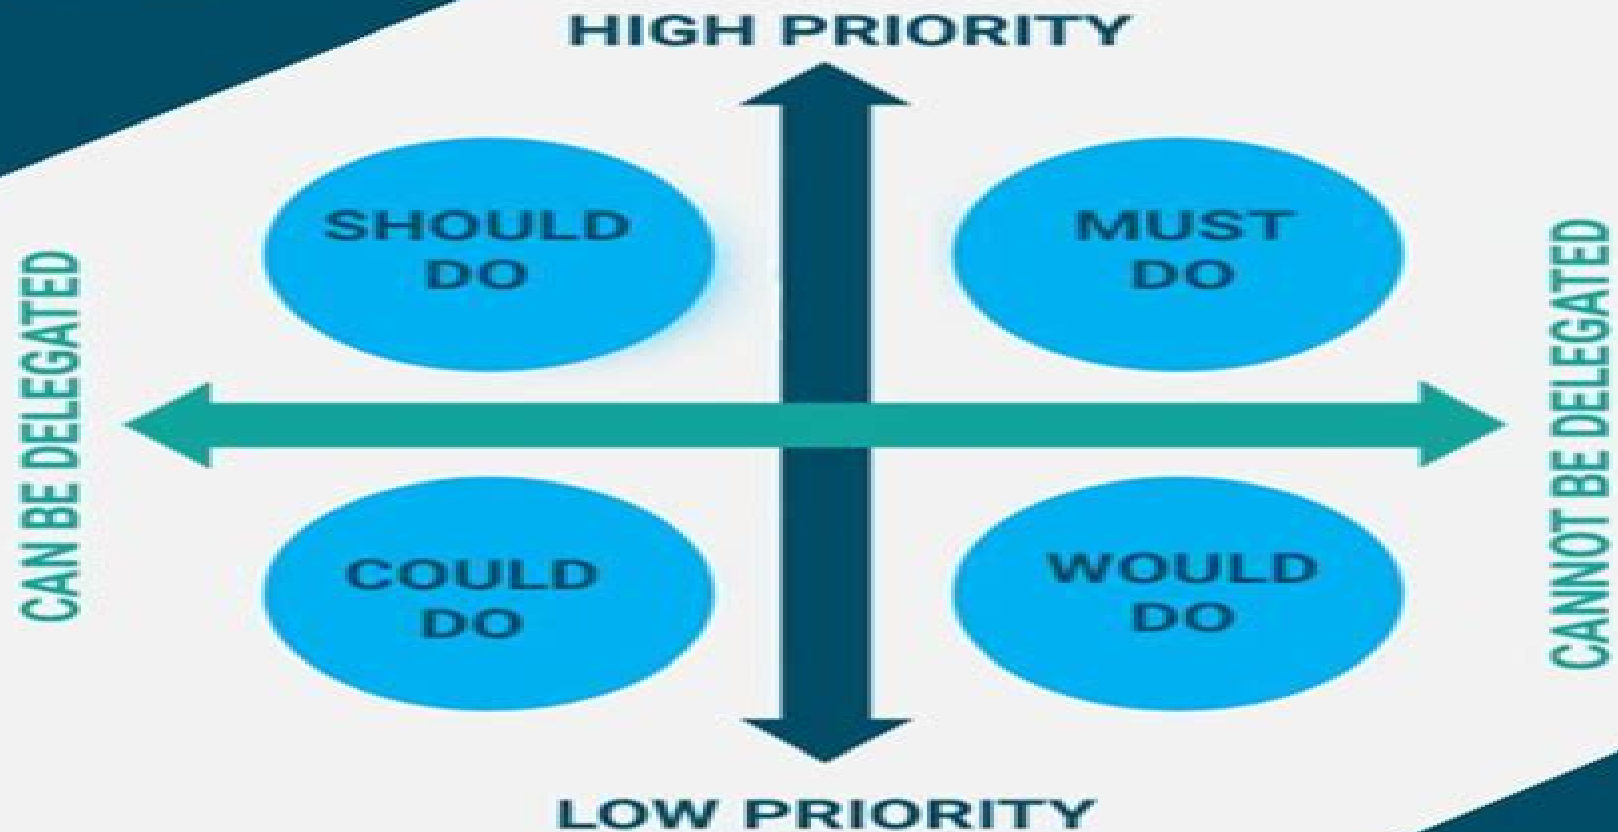 HIGH PRIORITY
SHOULD
DO
MUST
DO
CAN BE DELEGATED
CANNOT BE DELEGATED
COULD
DO
WOULD
DO
LOW PRIORITY